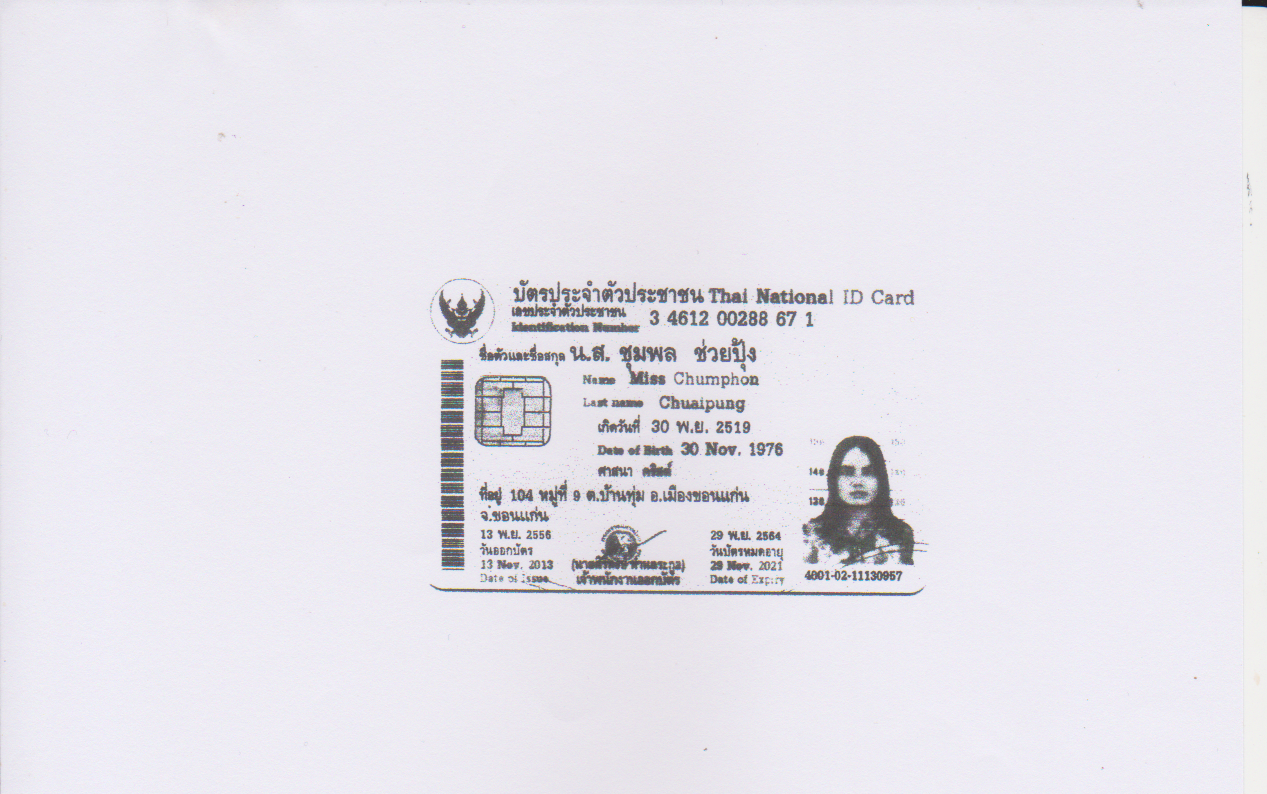 บัตรประจำตัวประชาชน Thai National ID Card
เลขประจำตัวประชาชน
Identification Number 3 4612 00288 67 1
ชื่อตัวและชื่อสกุล น.ส. ชุมพล ช่วยปุ้ง
Name Miss Chumphon
Last name Chuaipung
เกิดวันที่ 30 พ.ย. 2519
Date of Birth 30 Nov. 1976
ศาสนา คริสต์
ที่อยู่ 104 หมู่ที่ 9 ต.บ้านทุ่ม อ.เมืองขอนแก่น
จ.ขอนแก่น
13 พ.ย. 2556
วันออกบัตร
13 Nov. 2013
Date of Issue
เจ้าพนักงานออกบัตร
29 พ.ย. 2564
วันบัตรหมดอายุ
29 Nov. 2021
Date of Expiry
4601-02-11130957